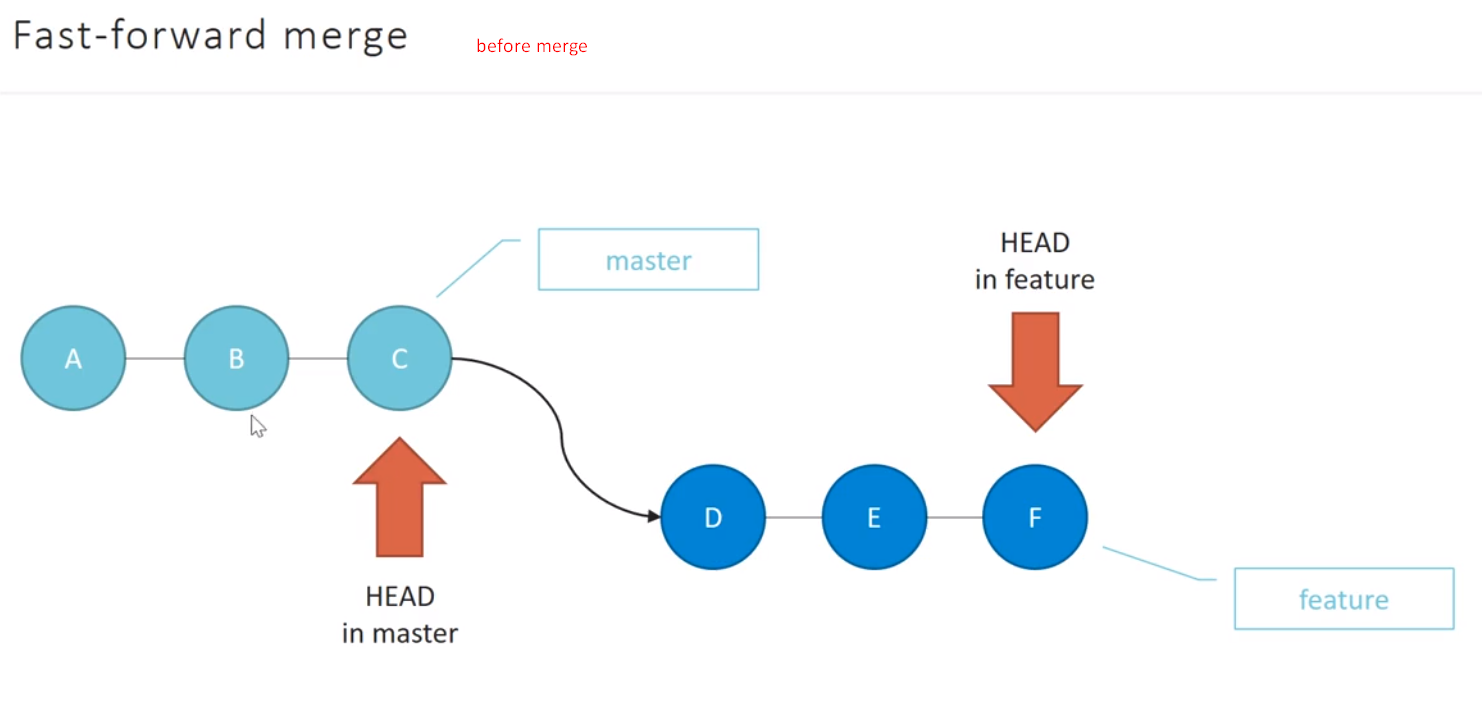 Fast-forward merge
before merge
master
HEAD
in feature
A
B
C
D
E
F
HEAD
in master
feature